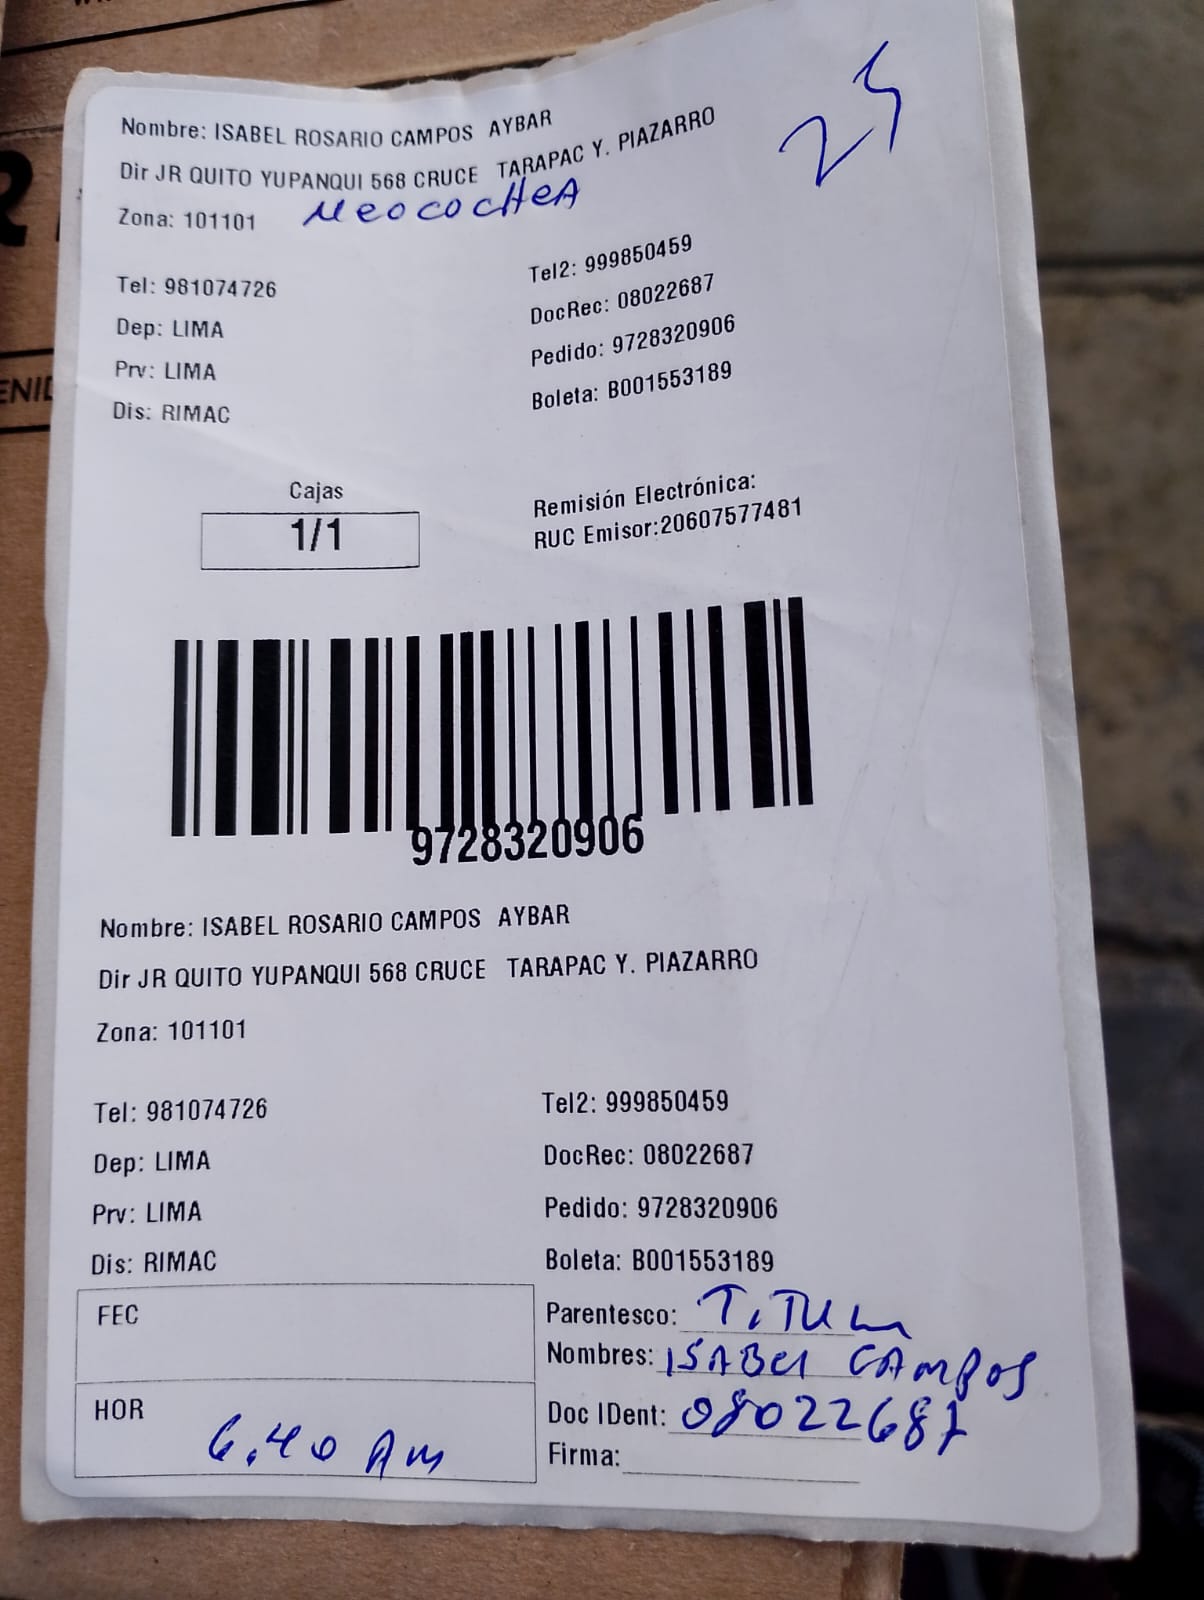 Nombre: ISABEL ROSARIO CAMPOS AYBAR
Dir JR QUITO YUPANQUI 568 CRUCE TARAPAC Y. PIAZARRO
Zona: 101101 MeocOcHeA
Tel: 981074726
Tel2: 999850459
Dep: LIMA
DocRec: 08022687
Prv: LIMA
Pedido: 9728320906
Dis: RIMAC
Boleta: B001553189
Cajas
1/1
Remisión Electrónica:
RUC Emisor:20607577481
9728320906
Nombre: ISABEL ROSARIO CAMPOS AYBAR
Dir JR QUITO YUPANQUI 568 CRUCE TARAPAC Y. PIAZARRO
Zona: 101101
Tel: 981074726
Tel2: 999850459
Dep: LIMA
DocRec: 08022687
Prv: LIMA
Pedido: 9728320906
Dis: RIMAC
Boleta: B001553189
FEC
Parentesco:
Nombres: ISABEl CAMPOS
HOR 6.40 AM
Doc IDent: 08022687
Firma: